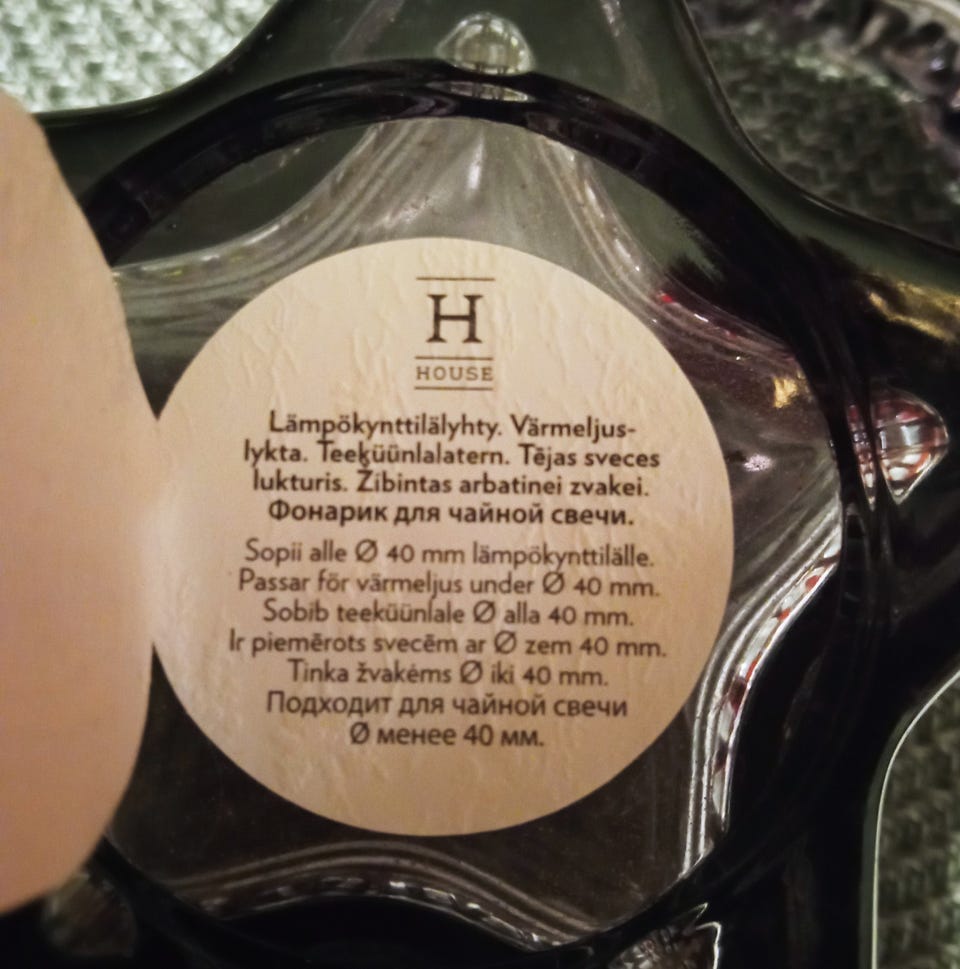 H
HOUSE
Lämpökynttilälyhty. Värmeljus-
lykta. Teeküünlalatern. Tējas sveces
lukturis. Žibintas arbatinei zvakei.
Фонарик для чайной свечи.
Sopii alle Ø 40 mm lämpökynttilälle.
Passar för värmeljus under Ø 40 mm.
Sobib teeküünlale Ø alla 40 mm.
Ir piemērots svecēm ar Ø zem 40 mm.
Tinka žvakėms Ø iki 40 mm.
Подходит для чайной свечи
Ø менее 40 мм.